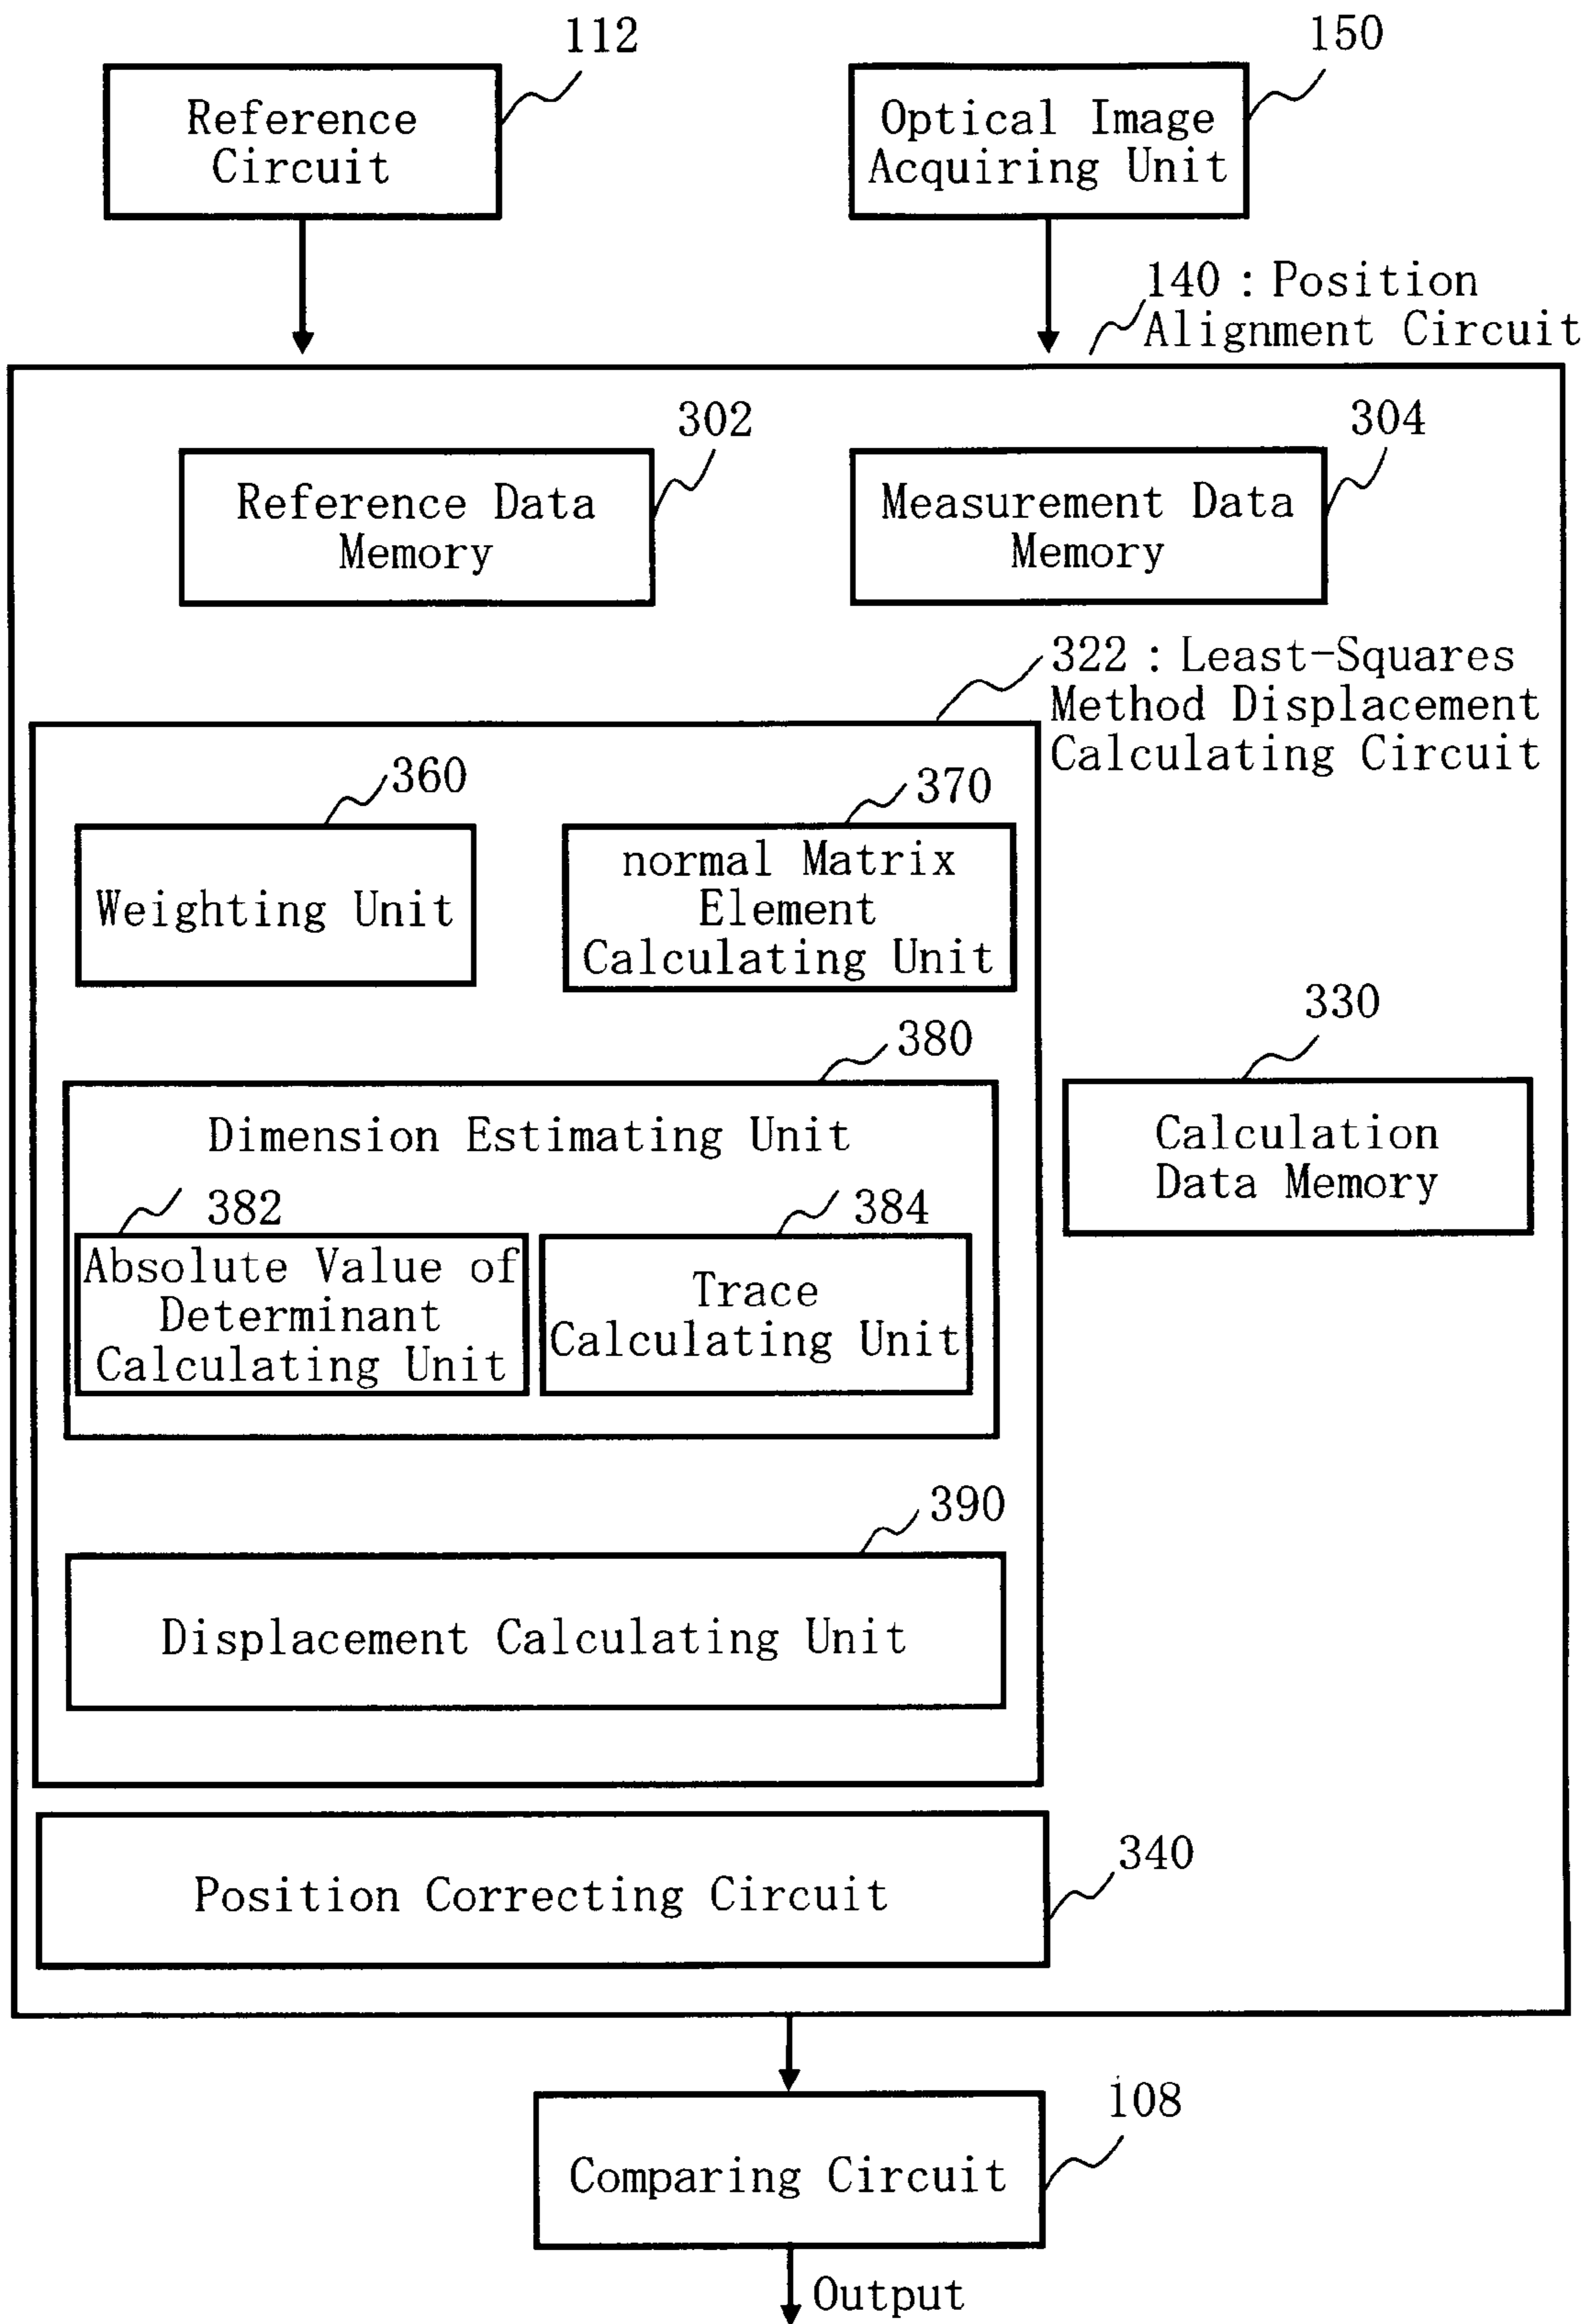 112
Reference
Circuit
150
Optical Image
Acquiring Unit
140 : Position
Alignment Circuit
302
Reference Data
Memory
304
Measurement Data
Memory
322 : Least-Squares
Method Displacement
Calculating Circuit
360
Weighting Unit
370
normal Matrix
Element
Calculating Unit
380
Dimension Estimating Unit
382
Absolute Value of
Determinant
Calculating Unit
384
Trace
Calculating Unit
330
Calculation
Data Memory
390
Displacement Calculating Unit
340
Position Correcting Circuit
108
Comparing Circuit
Output